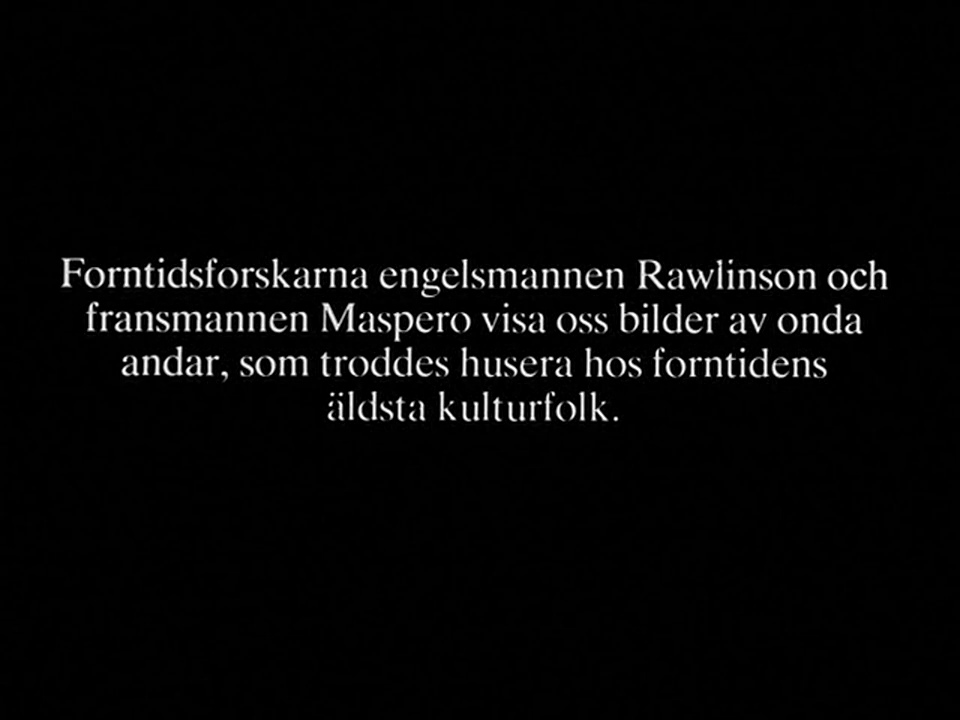 Forntidsforskarna engelsmannen Rawlinson och
fransmannen Maspero visa oss bilder av onda
andar, som troddes husera hos forntidens
äldsta kulturfolk.